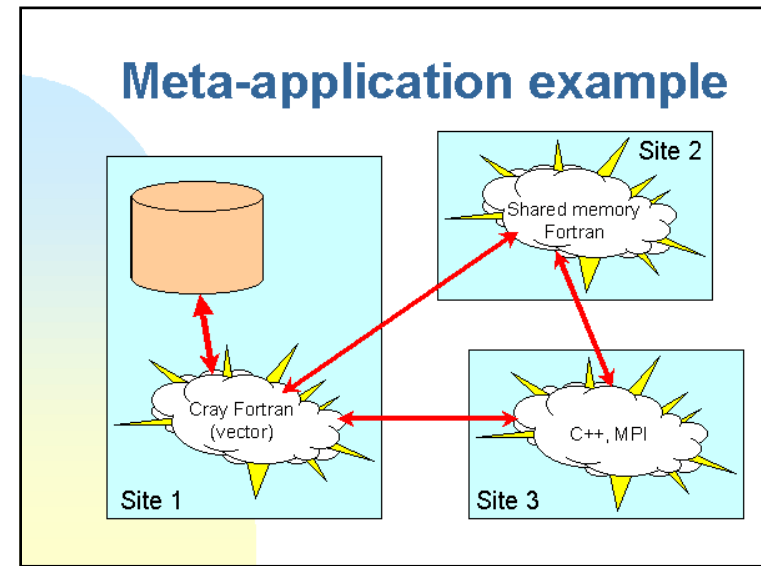 Meta-application example
Site 2
Shared memory
Fortran
Cray Fortran
(vector)
C++, MPI
Site 1
Site 3